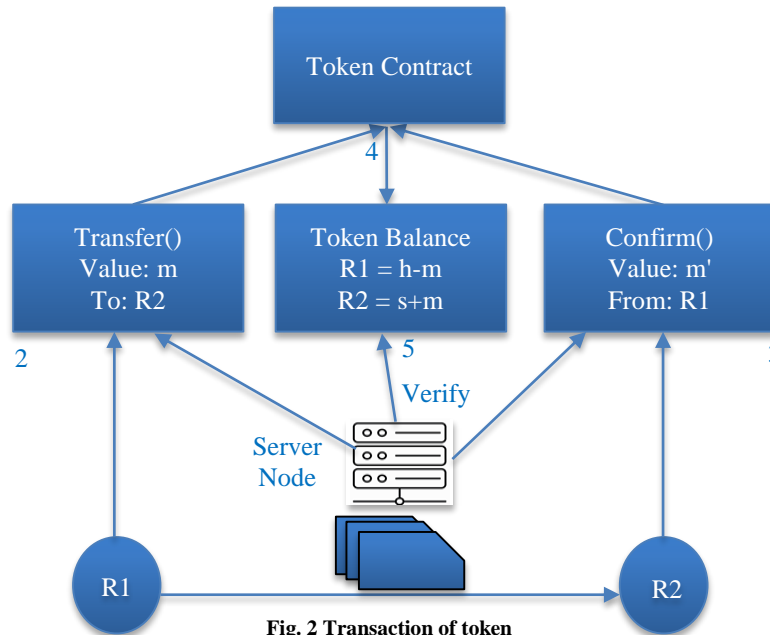 Token Contract
4
Transfer()
Value: m
To: R2
Token Balance
R1 = h-m
R2 = s+m
Confirm()
Value: m'
From: R1
2
5
Verify
Server
Node
R1
R2
Fig. 2 Transaction of token